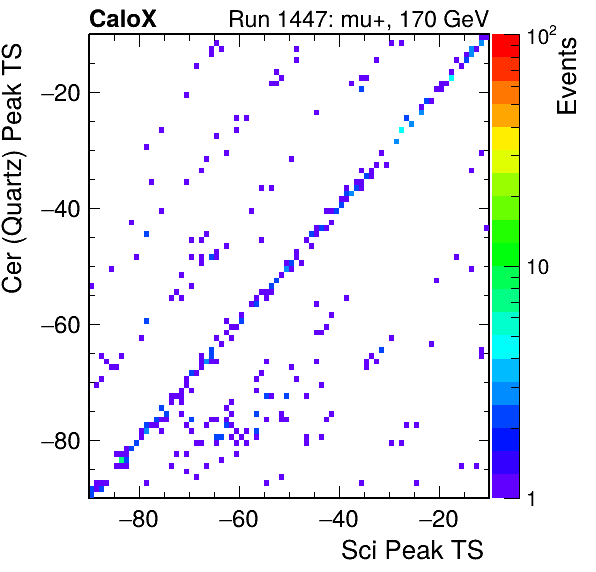 CaloX Run 1447: mu+, 170 GeV
10²
Events
Cer (Quartz) Peak TS
−20
−40
10
−60
−80
1
−80 −60 −40 −20
Sci Peak TS